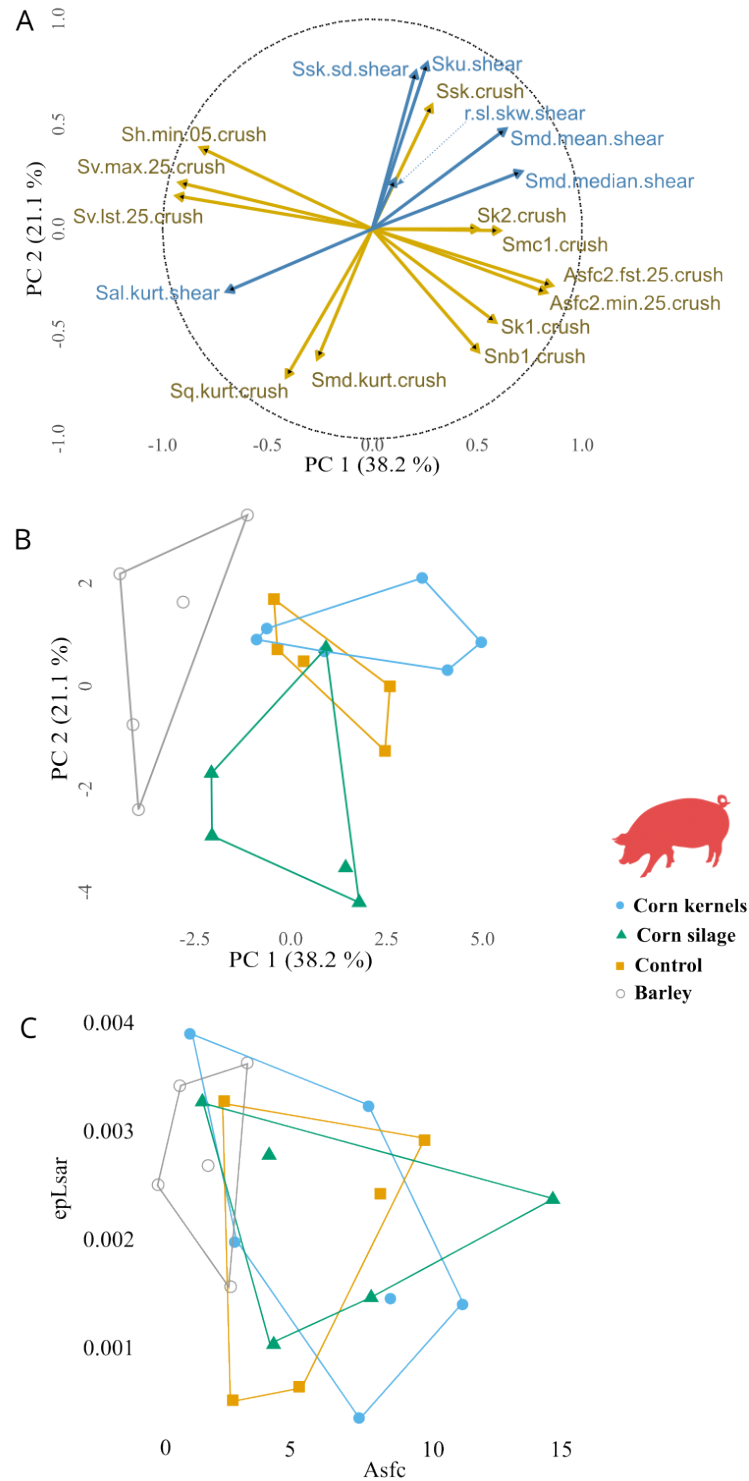 A
1.0
0.5
0.0
-0.5
-1.0
PC 2 (21.1 %)
Ssk.sd.shear
Sku.shear
Ssk.crush
r.sl.skw.shear
Sh.min.05.crush
Smd.mean.shear
Sv.max.25.crush
Smd.median.shear
Sv.lst.25.crush
Sk2.crush
Smc1.crush
Asfc2.fst.25.crush
Sal.kurt.shear
Asfc2.min.25.crush
Sk1.crush
Snb1.crush
Sq.kurt.crush
Smd.kurt.crush
-1.0 -0.5 0.0 0.5 1.0
PC 1 (38.2 %)
B
2
0
-2
-4
PC 2 (21.1 %)
-2.5 0.0 2.5 5.0
PC 1 (38.2 %)
Corn kernels
Corn silage
Control
Barley
C
0.004
0.003
0.002
0.001
epLsar
0 5 10 15
Asfc